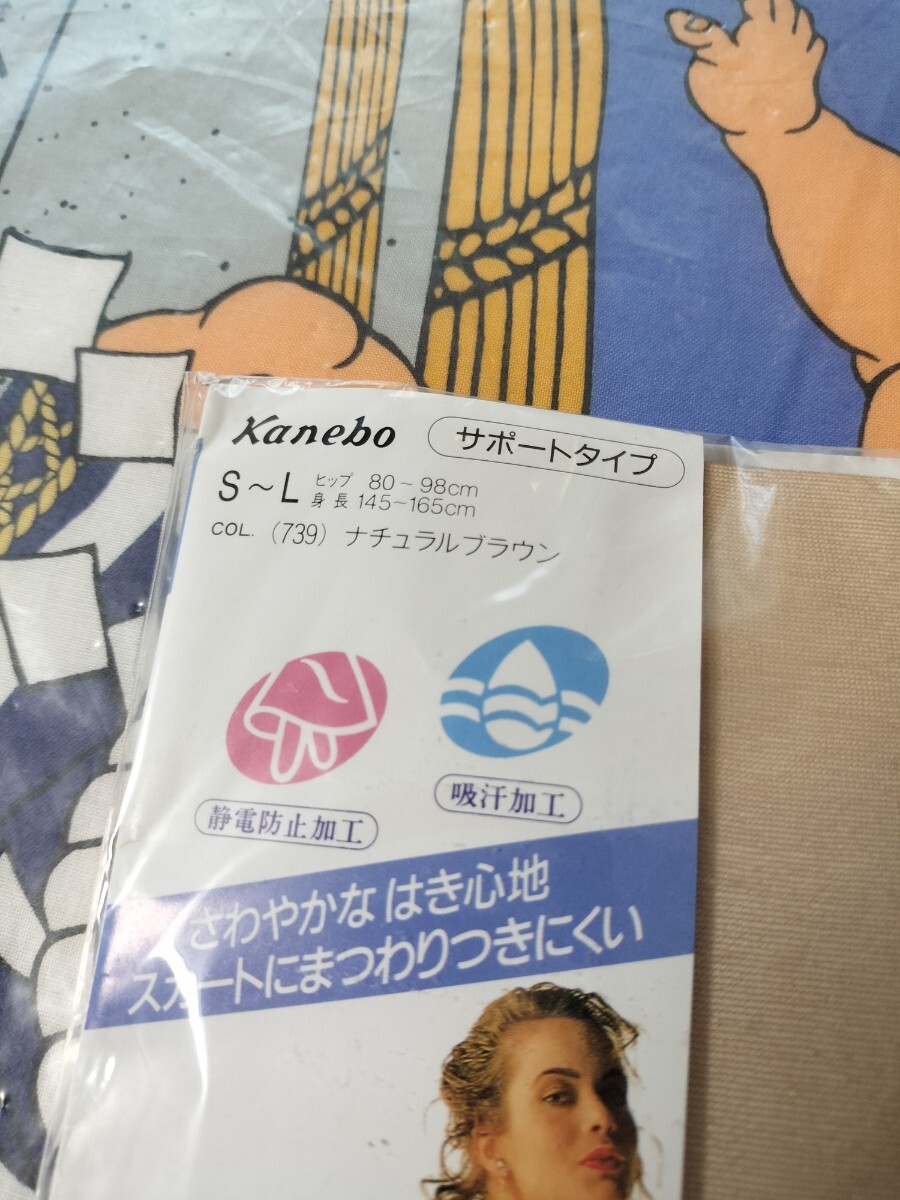 Kanebo
サポートタイプ
S～L ヒップ 80～98cm
身長 145～165cm
COL. (739) ナチュラルブラウン
静電防止加工
吸汗加工
さわやかな はき心地
スカートにまつわりつきにくい